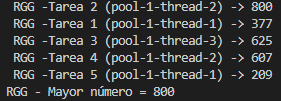 RGG -Tarea 2 (pool-1-thread-2) -> 800
RGG -Tarea 1 (pool-1-thread-1) -> 377
RGG -Tarea 3 (pool-1-thread-3) -> 625
RGG -Tarea 4 (pool-1-thread-2) -> 607
RGG -Tarea 5 (pool-1-thread-1) -> 209
RGG - Mayor número = 800